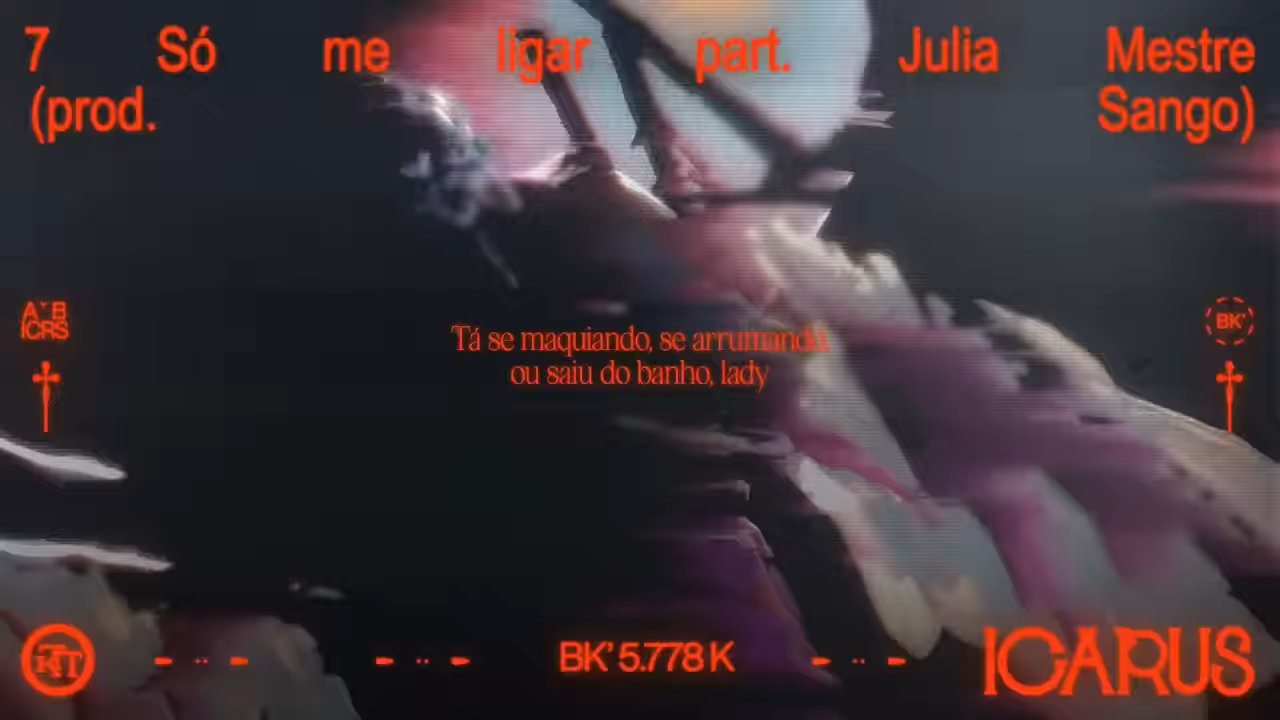 7 Só me ligar part. Julia Mestre
(prod. Sango)
AˇB
ICRS
BK'
Tá se maquiando, se arrumando,
ou saiu do banho, lady
BK' 5.778 K
ICARUS